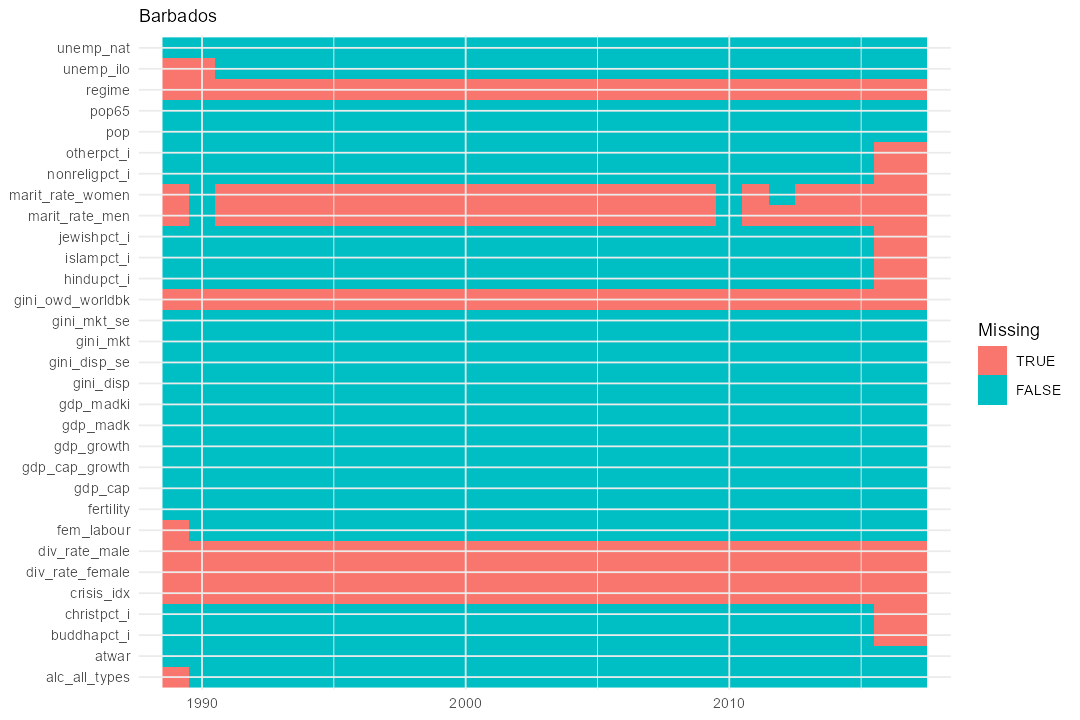 Barbados
unemp_nat
unemp_ilo
regime
pop65
pop
otherpct_i
nonreligpct_i
marit_rate_women
marit_rate_men
jewishpct_i
islampct_i
hindupct_i
gini_owd_worldbk
gini_mkt_se
gini_mkt
gini_disp_se
gini_disp
gdp_madki
gdp_madk
gdp_growth
gdp_cap_growth
gdp_cap
fertility
fem_labour
div_rate_male
div_rate_female
crisis_idx
christpct_i
buddhapct_i
atwar
alc_all_types
1990 2000 2010
Missing
TRUE
FALSE